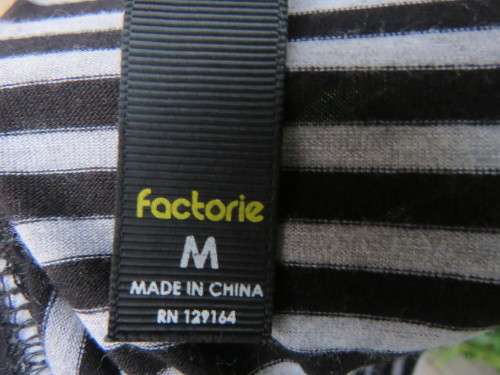 factorie
M
MADE IN CHINA
RN 129164